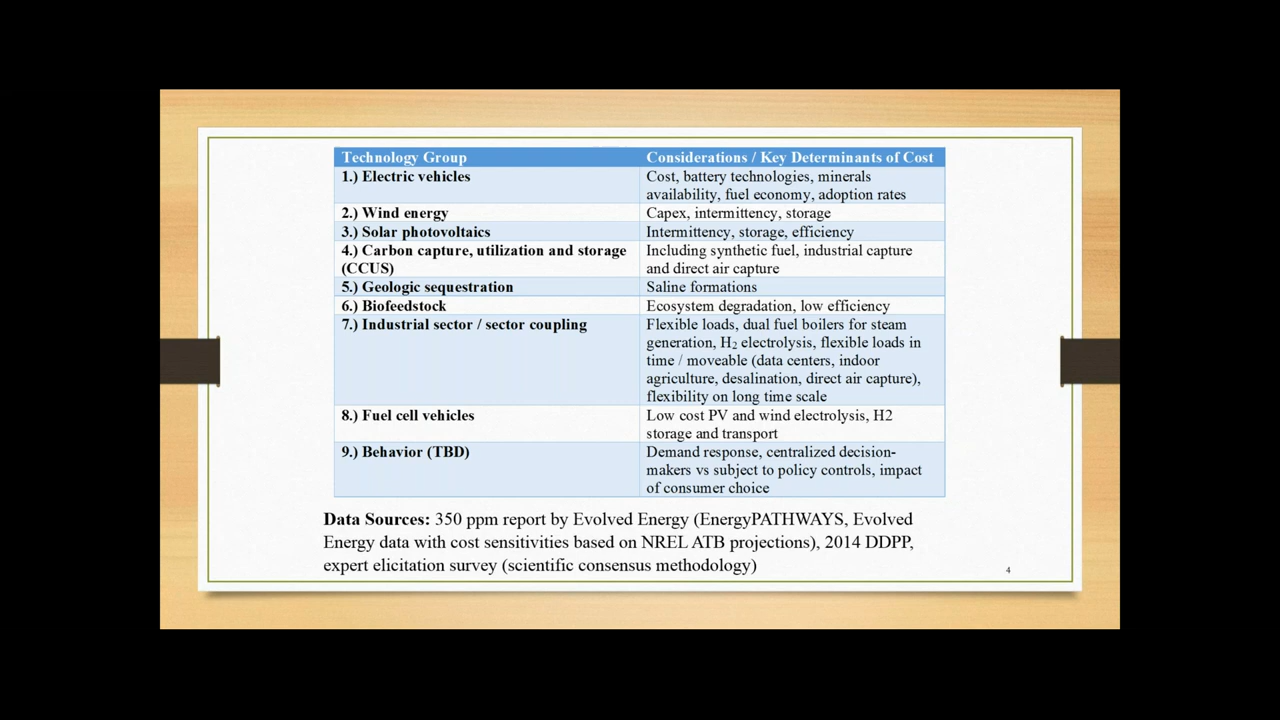 Technology Group
Considerations / Key Determinants of Cost
1.) Electric vehicles
Cost, battery technologies, minerals
availability, fuel economy, adoption rates
2.) Wind energy
Capex, intermittency, storage
3.) Solar photovoltaics
Intermittency, storage, efficiency
4.) Carbon capture, utilization and storage
(CCUS)
Including synthetic fuel, industrial capture
and direct air capture
5.) Geologic sequestration
Saline formations
6.) Biofeedstock
Ecosystem degradation, low efficiency
7.) Industrial sector / sector coupling
Flexible loads, dual fuel boilers for steam
generation, H₂ electrolysis, flexible loads in
time / moveable (data centers, indoor
agriculture, desalination, direct air capture),
flexibility on long time scale
8.) Fuel cell vehicles
Low cost PV and wind electrolysis, H2
storage and transport
9.) Behavior (TBD)
Demand response, centralized decision-
makers vs subject to policy controls, impact
of consumer choice
Data Sources: 350 ppm report by Evolved Energy (EnergyPATHWAYS, Evolved
Energy data with cost sensitivities based on NREL ATB projections), 2014 DDPP,
expert elicitation survey (scientific consensus methodology)
4